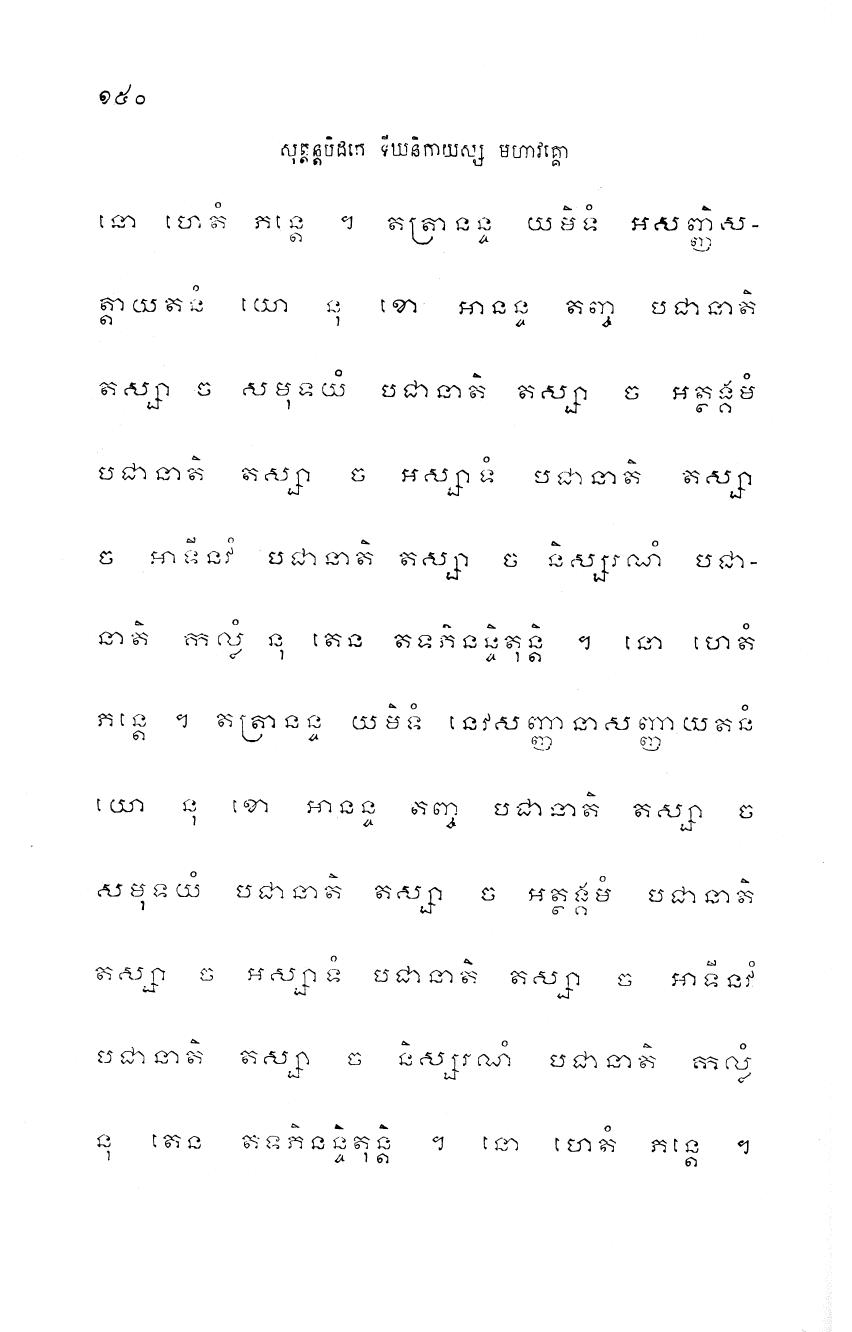 ១៥០
សុត្តន្តបិដកេ ទីឃនិកាយស្ស មហាវគ្គោ
នោ ហេតំ ភន្តេ ។ តត្រានន្ទ យមិទំ អសញ្ញិស-
ត្តាយតនំ យោ នុ ខោ អានន្ទ តញ្ច បជានាតិ
តស្សា ច សមុទយំ បជានាតិ តស្សា ច អត្ថង្គមំ
បជានាតិ តស្សា ច អស្សាទំ បជានាតិ តស្សា
ច អាទីនវំ បជានាតិ តស្សា ច និស្សរណំ បជា-
នាតិ កល្លំ នុ តេន តទភិនន្ទិតុន្តិ ។ នោ ហេតំ
ភន្តេ ។ តត្រានន្ទ យមិទំ នេវសញ្ញានាសញ្ញាយតនំ
យោ នុ ខោ អានន្ទ តញ្ច បជានាតិ តស្សា ច
សមុទយំ បជានាតិ តស្សា ច អត្ថង្គមំ បជានាតិ
តស្សា ច អស្សាទំ បជានាតិ តស្សា ច អាទីនវំ
បជានាតិ តស្សា ច និស្សរណំ បជានាតិ កល្លំ
នុ តេន តទភិនន្ទិតុន្តិ ។ នោ ហេតំ ភន្តេ ។